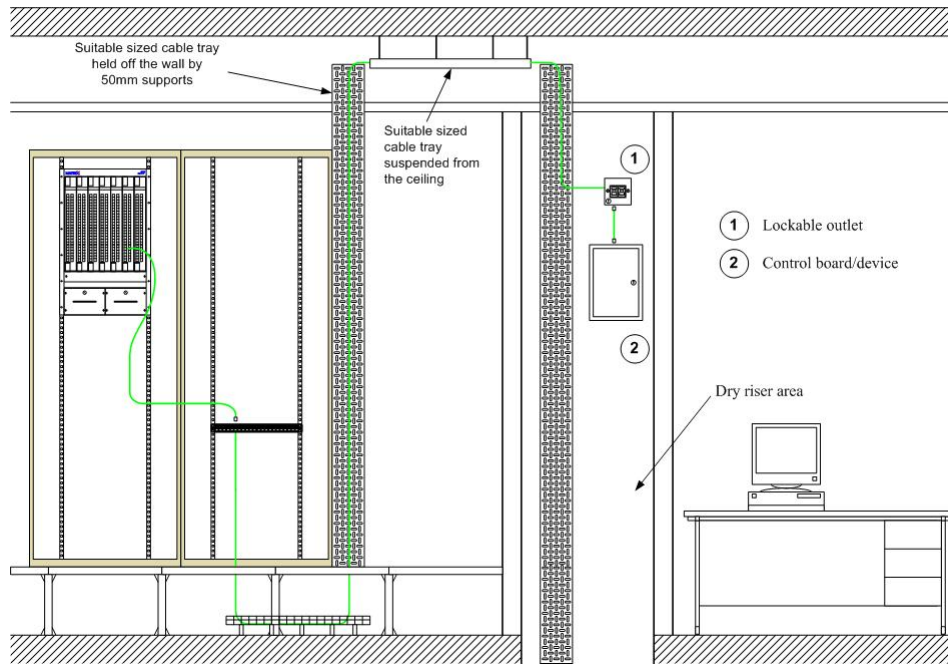 Suitable sized cable tray
held off the wall by
50mm supports
Suitable sized
cable tray
suspended from
the ceiling
1
1 Lockable outlet
2 Control board/device
2
Dry riser area